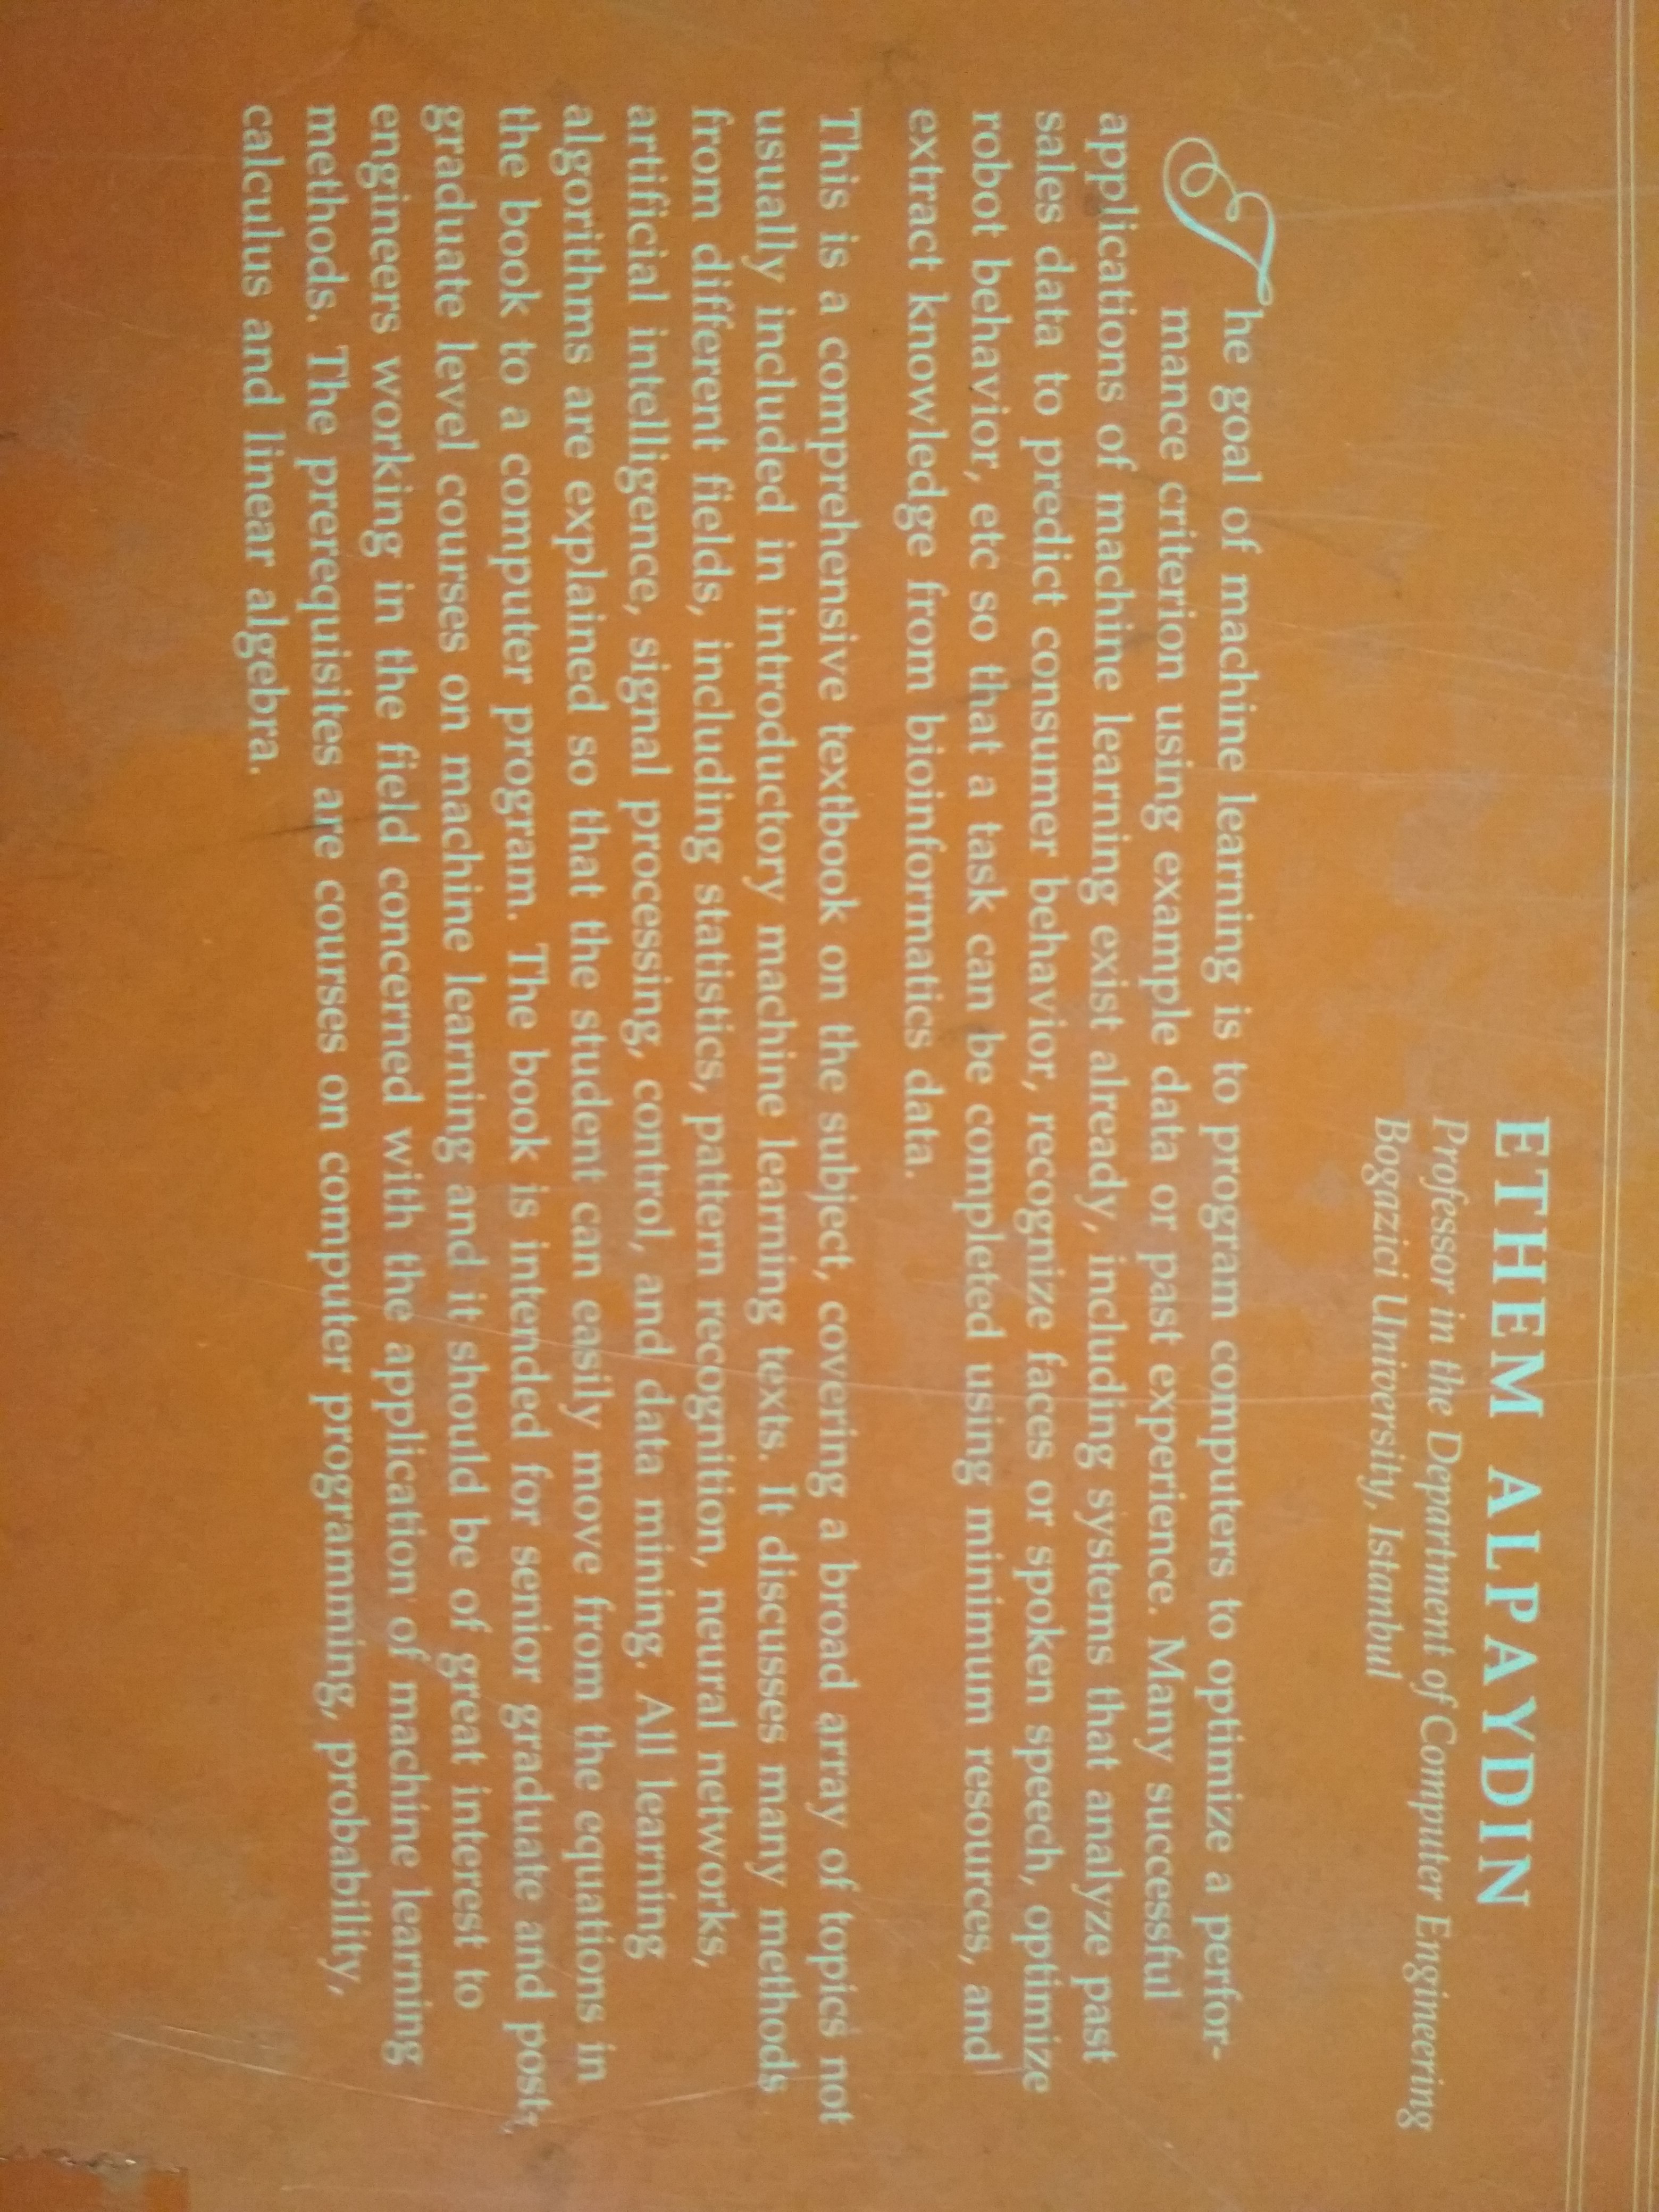 ETHEM ALPAYDIN
Professor in the Department of Computer Engineering
Bogazici University, Istanbul
The goal of machine learning is to program computers to optimize a perfor-
mance criterion using example data or past experience. Many successful
applications of machine learning exist already, including systems that analyze past
sales data to predict consumer behavior, recognize faces or spoken speech, optimize
robot behavior, etc so that a task can be completed using minimum resources, and
extract knowledge from bioinformatics data.
This is a comprehensive textbook on the subject, covering a broad array of topics not
usually included in introductory machine learning texts. It discusses many methods
from different fields, including statistics, pattern recognition, neural networks,
artificial intelligence, signal processing, control, and data mining. All learning
algorithms are explained so that the student can easily move from the equations in
the book to a computer program. The book is intended for senior graduate and post-
graduate level courses on machine learning and it should be of great interest to
engineers working in the field concerned with the application of machine learning
methods. The prerequisites are courses on computer programming, probability,
calculus and linear algebra.